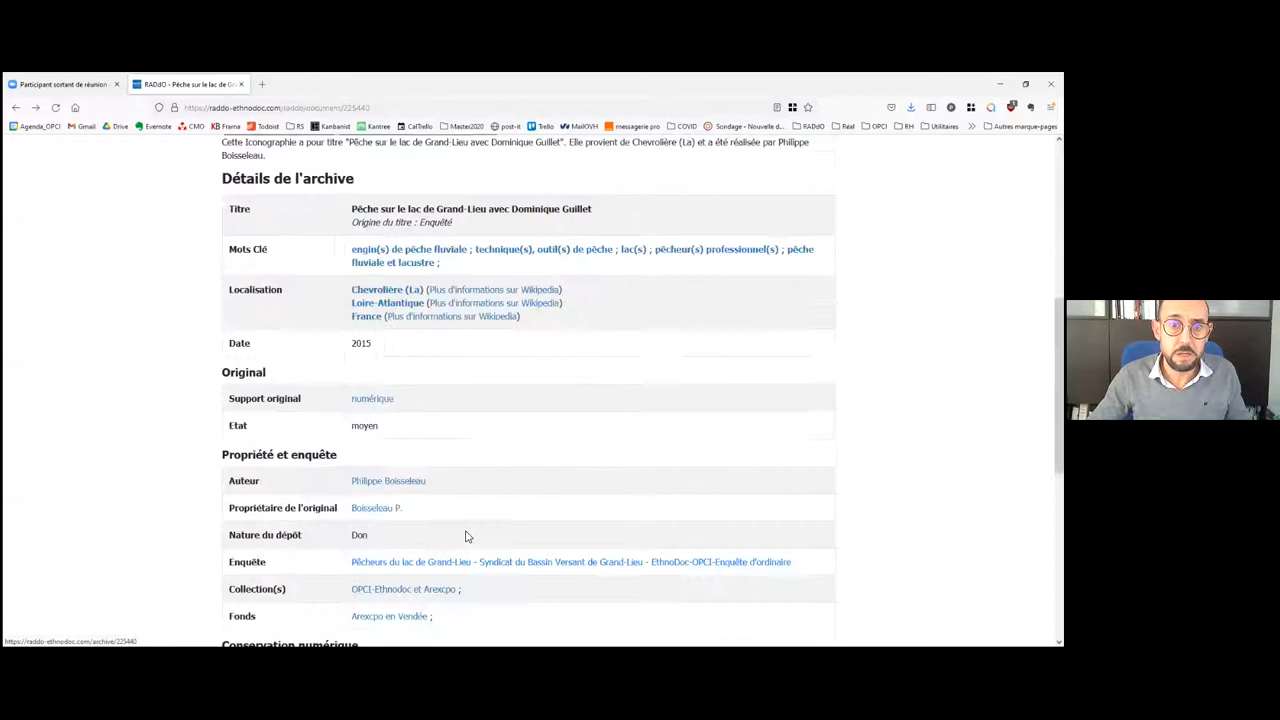 Participant sortant de réunion
RADdO - Pêche sur le lac de Gr
https://raddo-ethnodoc.com/raddo/document/225440
Agenda_OPCI Gmail Drive Evernote CMO KB Frama Todoist RS Kanbanist Kantree CalTrello Master2020 post-it Trello MailOVH messagerie pro COVID Sondage - Nouvelle d... RADdO Réal OPCI RH Utilitaires Autres marque-pages
Cette Iconographie a pour titre "Pêche sur le lac de Grand-Lieu avec Dominique Guillet". Elle provient de Chevrolière (La) et a été réalisée par Philippe
Boisseleau.
Détails de l'archive
Titre Pêche sur le lac de Grand-Lieu avec Dominique Guillet
Origine du titre : Enquêté
Mots Clé engin(s) de pêche fluviale ; technique(s), outil(s) de pêche ; lac(s) ; pêcheur(s) professionnel(s) ; pêche
fluviale et lacustre ;
Localisation Chevrolière (La) (Plus d'informations sur Wikipedia)
Loire-Atlantique (Plus d'informations sur Wikipedia)
France (Plus d'informations sur Wikipedia)
Date 2015
Original
Support original numérique
Etat moyen
Propriété et enquête
Auteur Philippe Boisseleau
Propriétaire de l'original Boisseleau P.
Nature du dépôt Don
Enquête Pêcheurs du lac de Grand-Lieu - Syndicat du Bassin Versant de Grand-Lieu - EthnoDoc-OPCI-Enquête d'ordinaire
Collection(s) OPCI-Ethnodoc et Arexcpo ;
Fonds Arexcpo en Vendée ;
https://raddo-ethnodoc.com/archive/225440
Conservation numérique